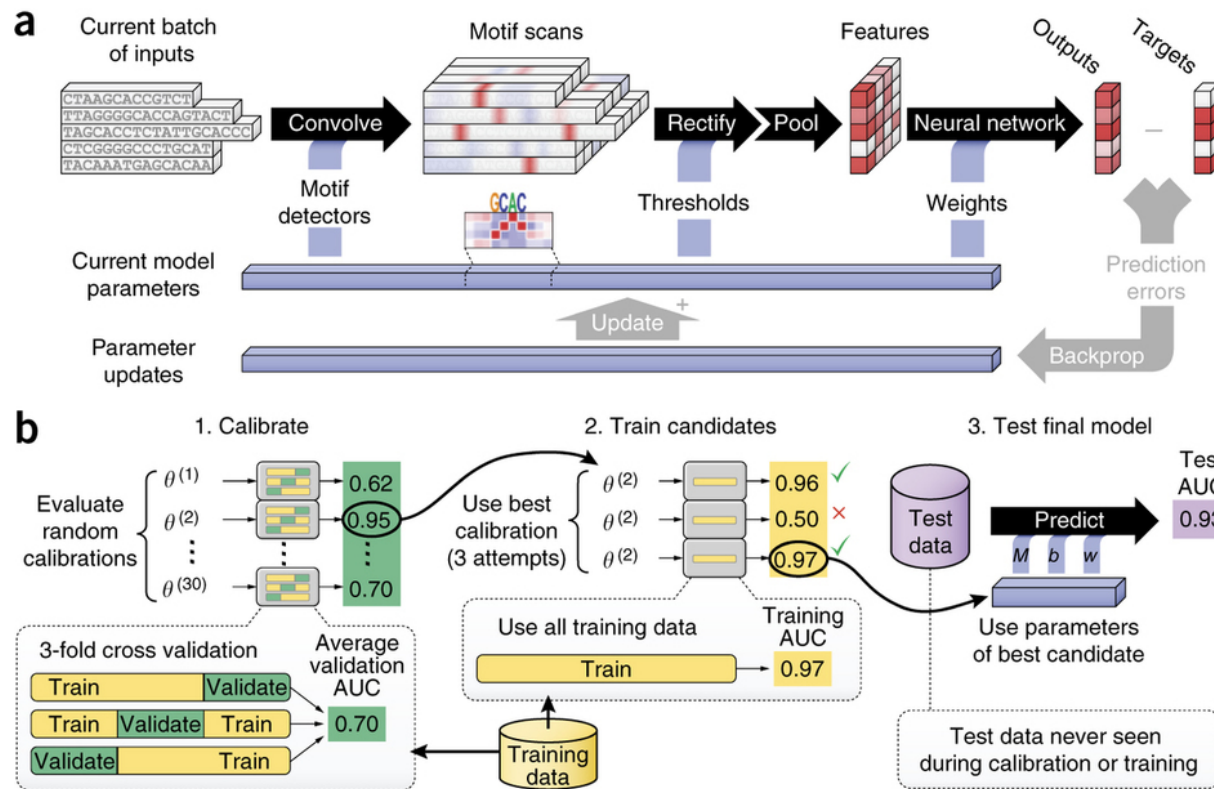 a
Current batch
of inputs
Motif scans
Features
Outputs
Targets
CTAAGCACCGTCT
TTAGGGGCACCAGTACT
TAGCACCTCTATTGCACCC
CTCGGGGCCCTGCAT
TACAAATGAGCACAA
Convolve
Rectify
Pool
Neural network
–
Motif
detectors
GCAC
Thresholds
Weights
Current model
parameters
Prediction
errors
Update
+
Parameter
updates
Backprop
b
1. Calibrate
2. Train candidates
3. Test final model
Evaluate
random
calibrations
θ(1)
0.62
θ(2)
0.95
θ(30)
0.70
Use best
calibration
(3 attempts)
θ(2)
0.96
θ(2)
0.50
θ(2)
0.97
Test
data
Predict
AUC
M b w
Use parameters
of best candidate
3-fold cross validation
Average
validation
AUC
Train Validate
Train Validate Train
Validate Train
0.70
Use all training data
Training
AUC
Train
0.97
Training
data
Test data never seen
during calibration or training